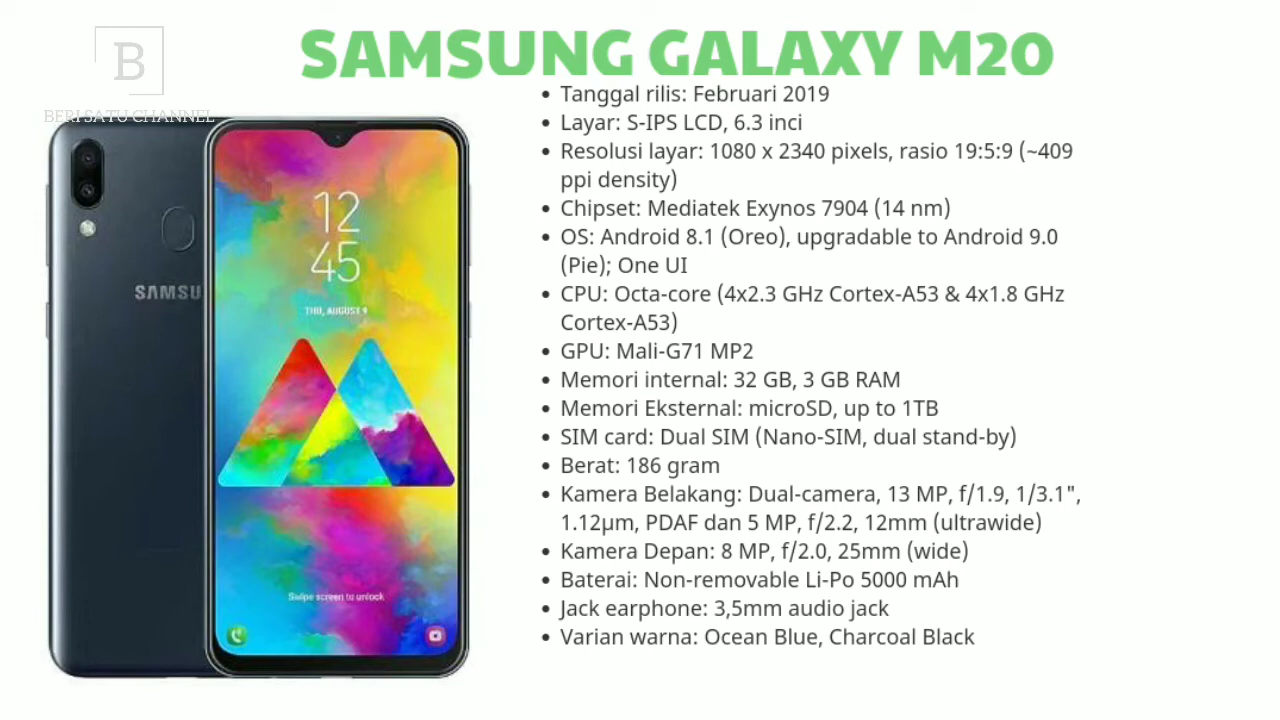 B
BERI SATU CHANNEL
SAMSUNG GALAXY M20
SAMSU
12
45
THU, AUGUST 9
Swipe screen to unlock
• Tanggal rilis: Februari 2019
• Layar: S-IPS LCD, 6.3 inci
• Resolusi layar: 1080 x 2340 pixels, rasio 19:5:9 (~409
ppi density)
• Chipset: Mediatek Exynos 7904 (14 nm)
• OS: Android 8.1 (Oreo), upgradable to Android 9.0
(Pie); One UI
• CPU: Octa-core (4x2.3 GHz Cortex-A53 & 4x1.8 GHz
Cortex-A53)
• GPU: Mali-G71 MP2
• Memori internal: 32 GB, 3 GB RAM
• Memori Eksternal: microSD, up to 1TB
• SIM card: Dual SIM (Nano-SIM, dual stand-by)
• Berat: 186 gram
• Kamera Belakang: Dual-camera, 13 MP, f/1.9, 1/3.1",
1.12µm, PDAF dan 5 MP, f/2.2, 12mm (ultrawide)
• Kamera Depan: 8 MP, f/2.0, 25mm (wide)
• Baterai: Non-removable Li-Po 5000 mAh
• Jack earphone: 3,5mm audio jack
• Varian warna: Ocean Blue, Charcoal Black